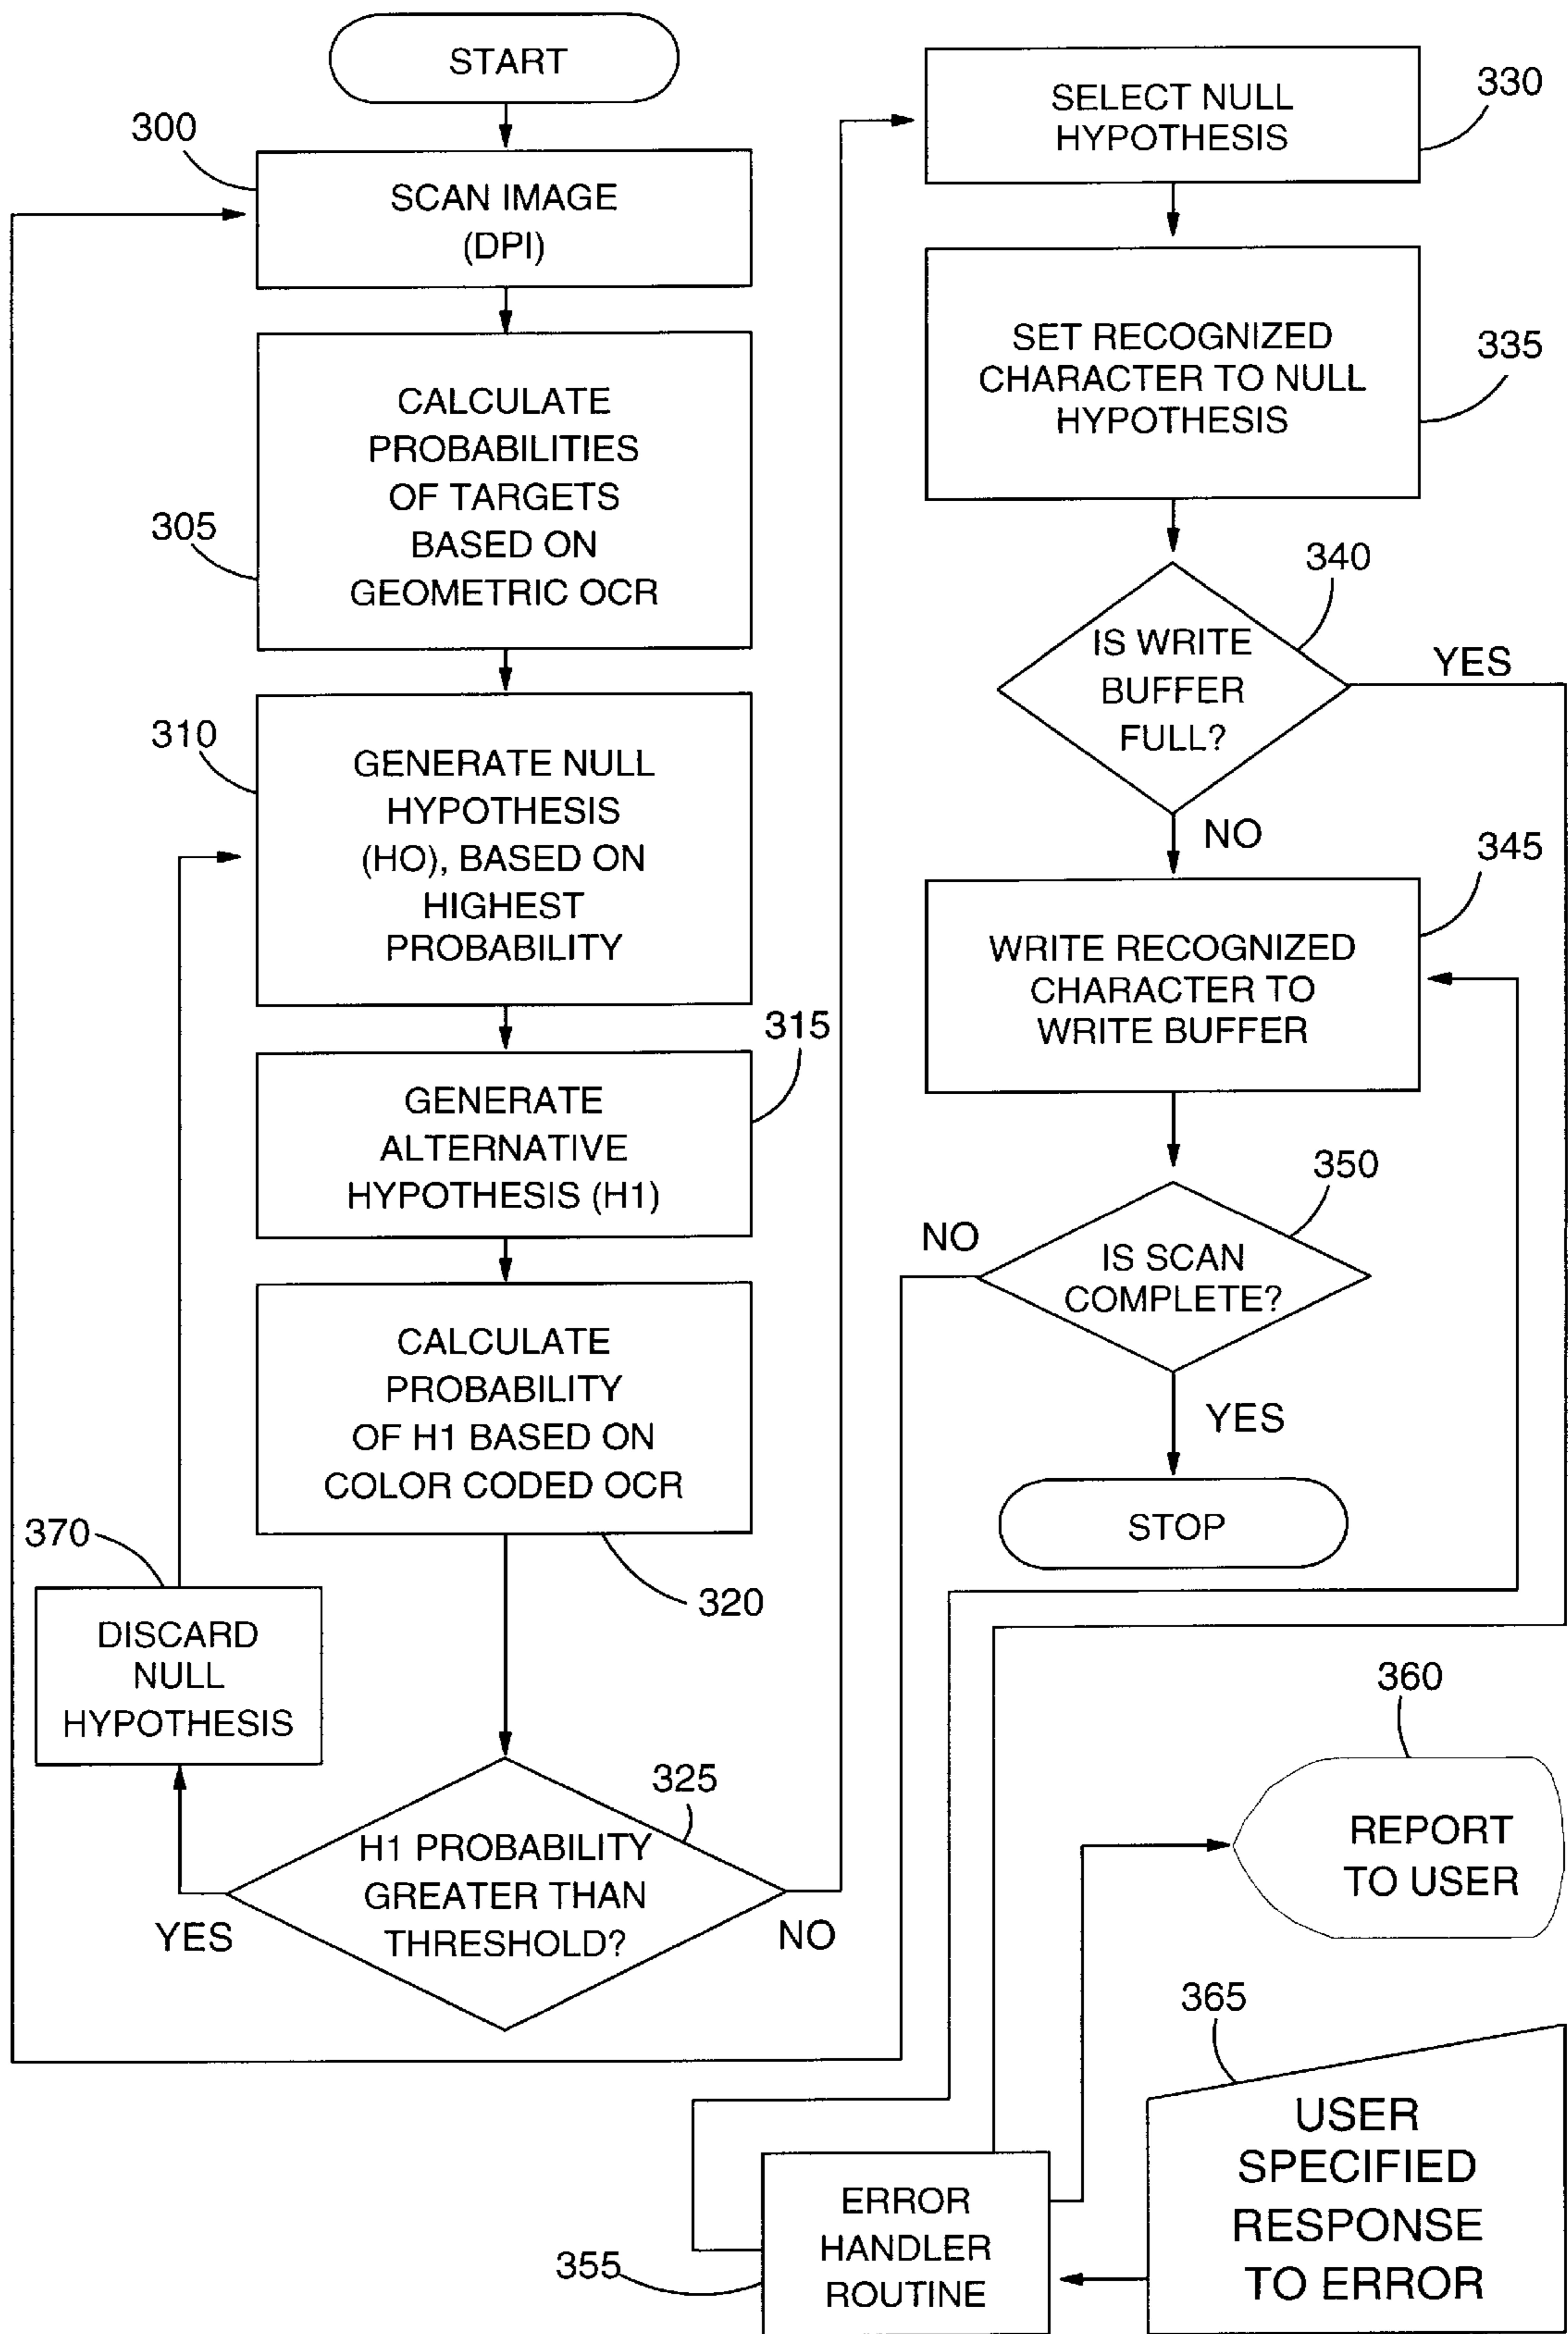 START
300
SCAN IMAGE
(DPI)
305
CALCULATE
PROBABILITIES
OF TARGETS
BASED ON
GEOMETRIC OCR
310
GENERATE NULL
HYPOTHESIS
(HO), BASED ON
HIGHEST
PROBABILITY
315
GENERATE
ALTERNATIVE
HYPOTHESIS (H1)
CALCULATE
PROBABILITY
OF H1 BASED ON
COLOR CODED OCR
320
370
DISCARD
NULL
HYPOTHESIS
325
H1 PROBABILITY
GREATER THAN
THRESHOLD?
YES
NO
330
SELECT NULL
HYPOTHESIS
335
SET RECOGNIZED
CHARACTER TO NULL
HYPOTHESIS
340
IS WRITE
BUFFER
FULL?
YES
NO
345
WRITE RECOGNIZED
CHARACTER TO
WRITE BUFFER
350
NO
IS SCAN
COMPLETE?
YES
STOP
360
REPORT
TO USER
365
USER
SPECIFIED
RESPONSE
TO ERROR
355
ERROR
HANDLER
ROUTINE